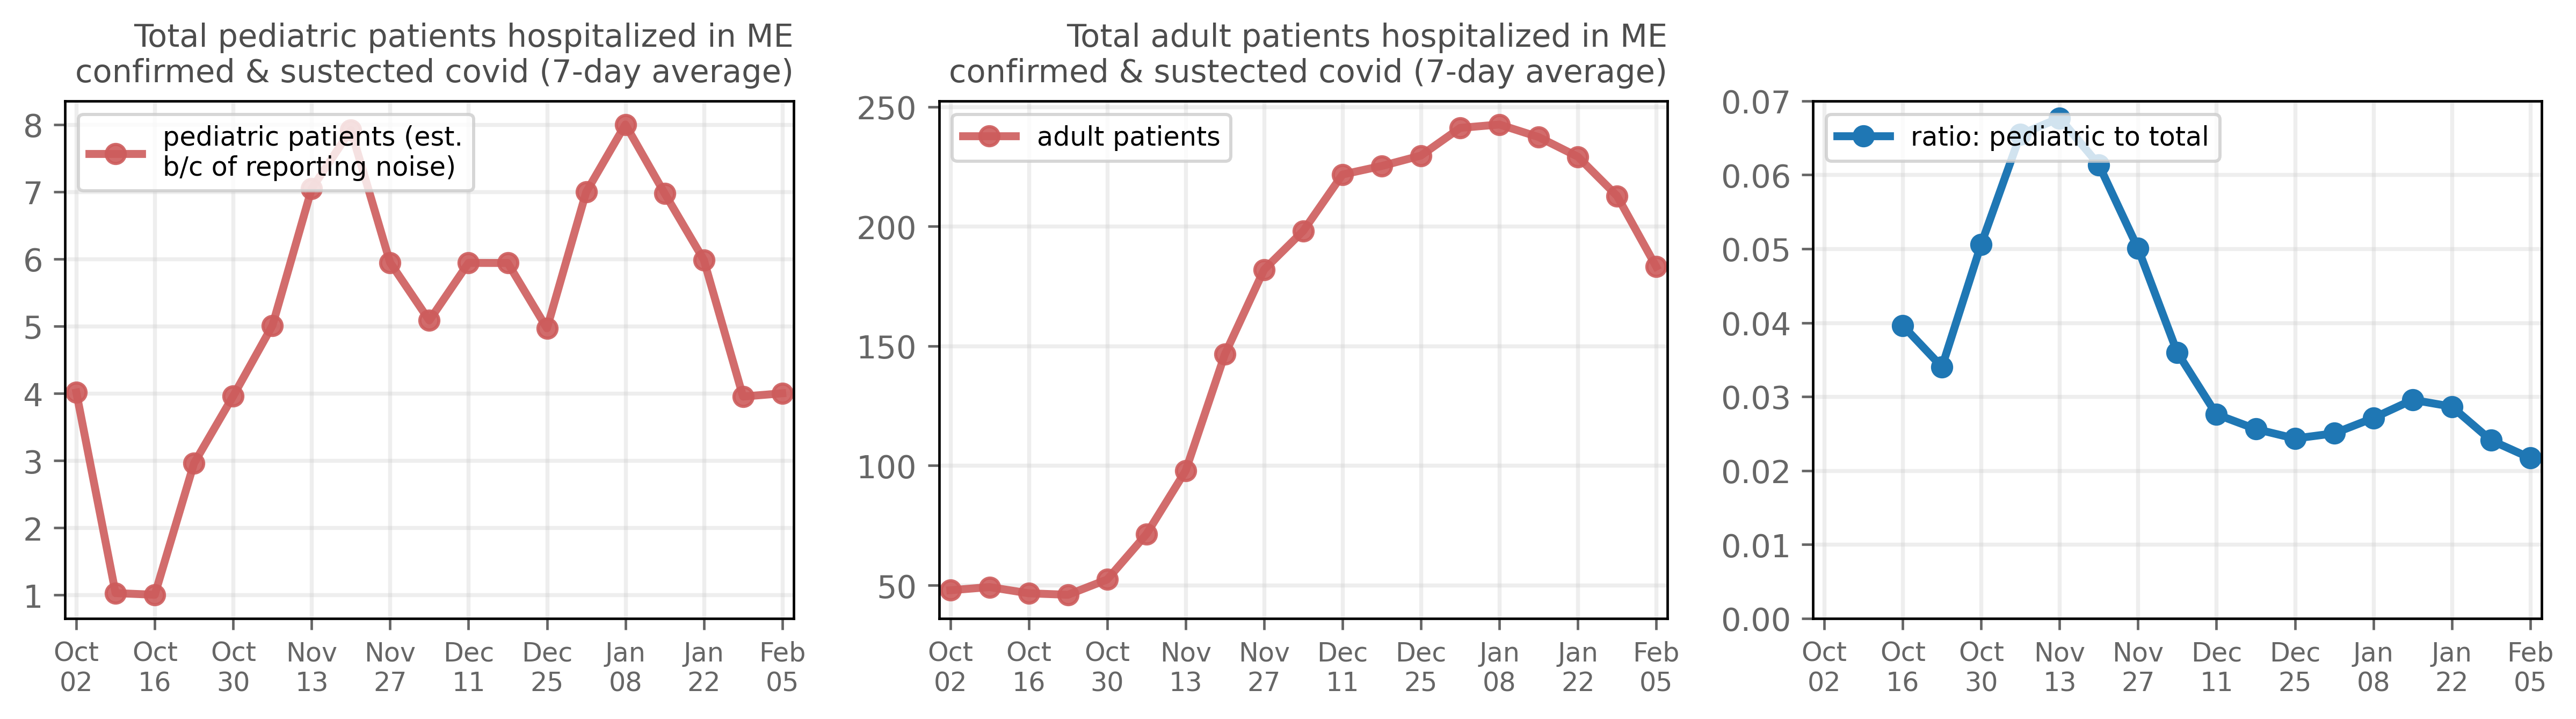 Total pediatric patients hospitalized in ME
confirmed & sustected covid (7-day average)
pediatric patients (est.
b/c of reporting noise)
8
7
6
5
4
3
2
1
Oct Oct Oct Nov Nov Dec Dec Jan Jan Feb
02 16 30 13 27 11 25 08 22 05
Total adult patients hospitalized in ME
confirmed & sustected covid (7-day average)
adult patients
250
200
150
100
50
Oct Oct Oct Nov Nov Dec Dec Jan Jan Feb
02 16 30 13 27 11 25 08 22 05
ratio: pediatric to total
0.07
0.06
0.05
0.04
0.03
0.02
0.01
0.00
Oct Oct Oct Nov Nov Dec Dec Jan Jan Feb
02 16 30 13 27 11 25 08 22 05